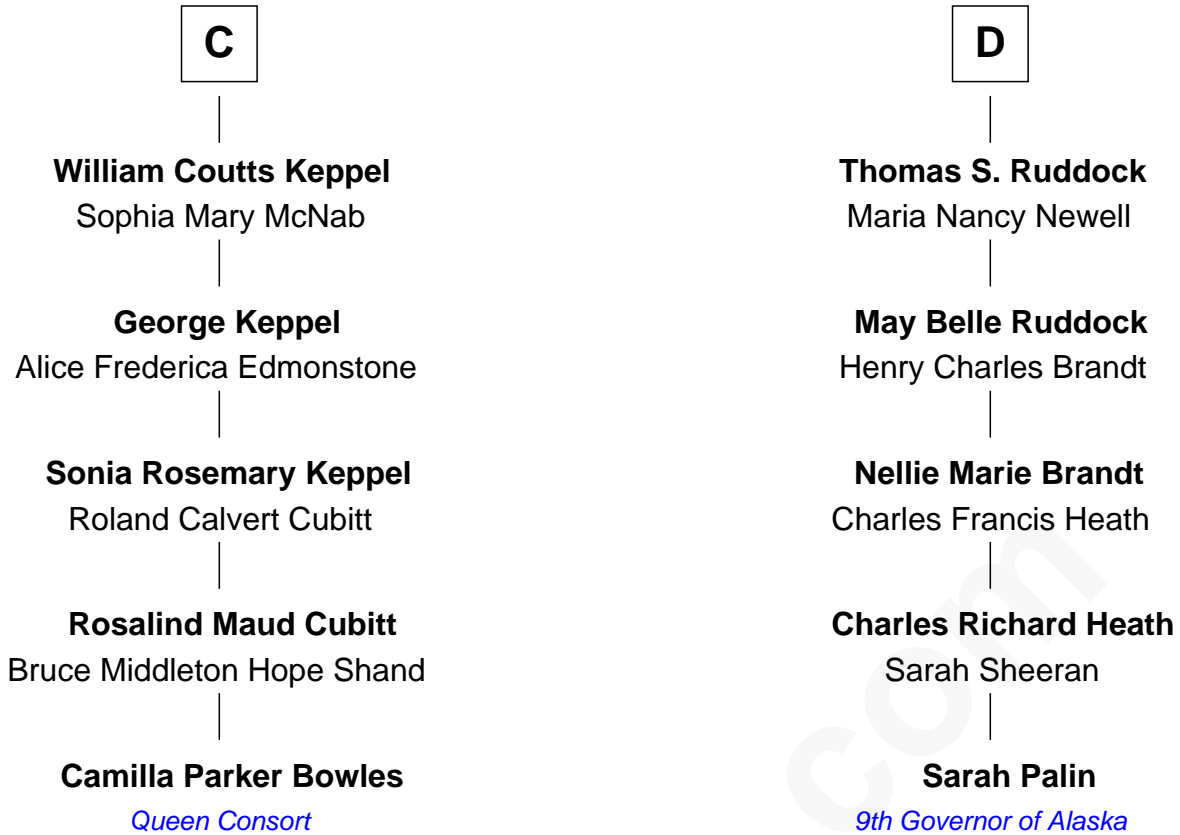 C
William Coutts Keppel
Sophia Mary McNab
George Keppel
Alice Frederica Edmonstone
Sonia Rosemary Keppel
Roland Calvert Cubitt
Rosalind Maud Cubitt
Bruce Middleton Hope Shand
Camilla Parker Bowles
Queen Consort
D
Thomas S. Ruddock
Maria Nancy Newell
May Belle Ruddock
Henry Charles Brandt
Nellie Marie Brandt
Charles Francis Heath
Charles Richard Heath
Sarah Sheeran
Sarah Palin
9th Governor of Alaska
com